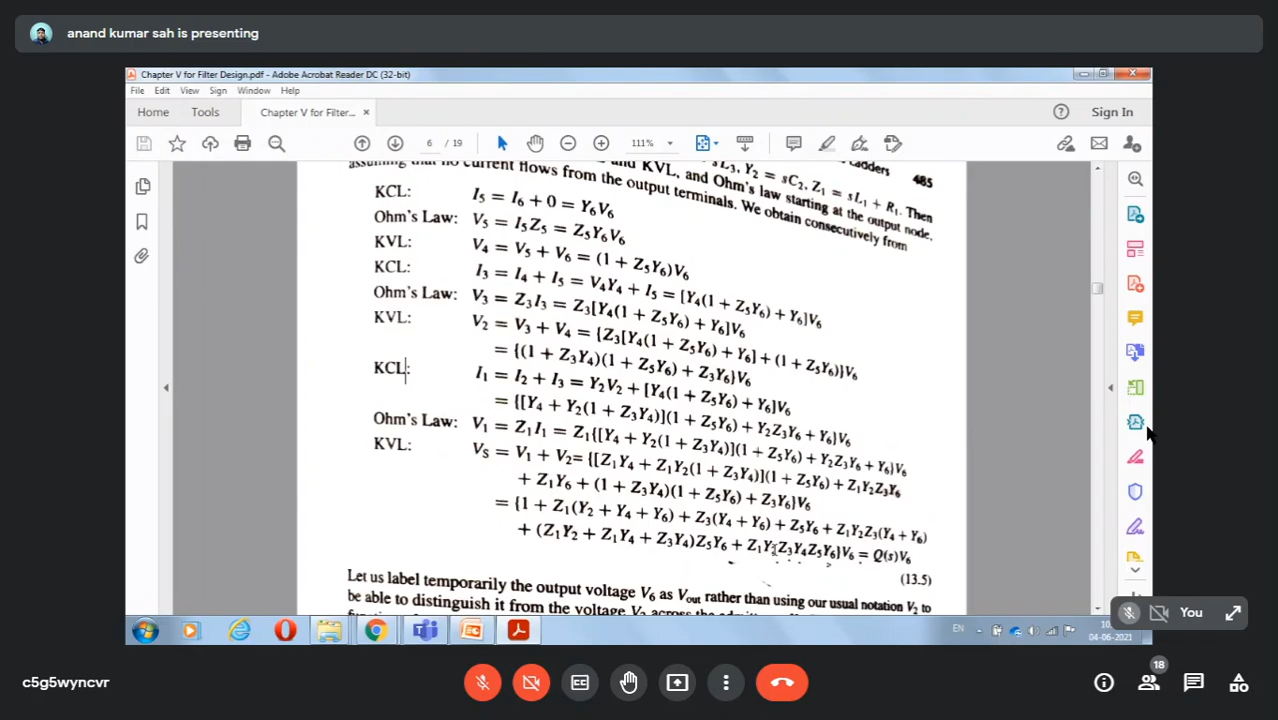 anand kumar sah is presenting
Chapter V for Filter Design.pdf - Adobe Acrobat Reader DC (32-bit)
File Edit View Sign Window Help
Home Tools Chapter V for Filter... × Sign In
6 / 19 111%
Ladders 485
sL₃, Y₂ = sC₂, Z₁ = sL₁ + R₁. Then
and KVL, and Ohm's law starting at the output node,
assuming that no current flows from the output terminals. We obtain consecutively from
KCL: I₅ = I₆ + 0 = Y₆V₆
Ohm's Law: V₅ = I₅Z₅ = Z₅Y₆V₆
KVL: V₄ = V₅ + V₆ = (1 + Z₅Y₆)V₆
KCL: I₃ = I₄ + I₅ = V₄Y₄ + I₅ = [Y₄(1 + Z₅Y₆) + Y₆]V₆
Ohm's Law: V₃ = Z₃I₃ = Z₃[Y₄(1 + Z₅Y₆) + Y₆]V₆
KVL: V₂ = V₃ + V₄ = {Z₃[Y₄(1 + Z₅Y₆) + Y₆] + (1 + Z₅Y₆)}V₆
= {(1 + Z₃Y₄)(1 + Z₅Y₆) + Z₃Y₆}V₆
KCL: I₁ = I₂ + I₃ = Y₂V₂ + [Y₄(1 + Z₅Y₆) + Y₆]V₆
= {[Y₄ + Y₂(1 + Z₃Y₄)](1 + Z₅Y₆) + Y₂Z₃Y₆ + Y₆}V₆
Ohm's Law: V₁ = Z₁I₁ = Z₁{[Y₄ + Y₂(1 + Z₃Y₄)](1 + Z₅Y₆) + Y₂Z₃Y₆ + Y₆}V₆
KVL: V_S = V₁ + V₂= {[Z₁Y₄ + Z₁Y₂(1 + Z₃Y₄)](1 + Z₅Y₆) + Z₁Y₂Z₃Y₆
+ Z₁Y₆ + (1 + Z₃Y₄)(1 + Z₅Y₆) + Z₃Y₆}V₆
= {1 + Z₁(Y₂ + Y₄ + Y₆) + Z₃(Y₄ + Y₆) + Z₅Y₆ + Z₁Y₂Z₃(Y₄ + Y₆)
+ (Z₁Y₂ + Z₁Y₄ + Z₃Y₄)Z₅Y₆ + Z₁Y₂Z₃Y₄Z₅Y₆}V₆ = Q(s)V₆
(13.5)
Let us label temporarily the output voltage V₆ as V_out rather than using our usual notation V₂ to
be able to distinguish it from the voltage V₂ across the
You
EN
04-06-2021
c5g5wyncvr
CC
18